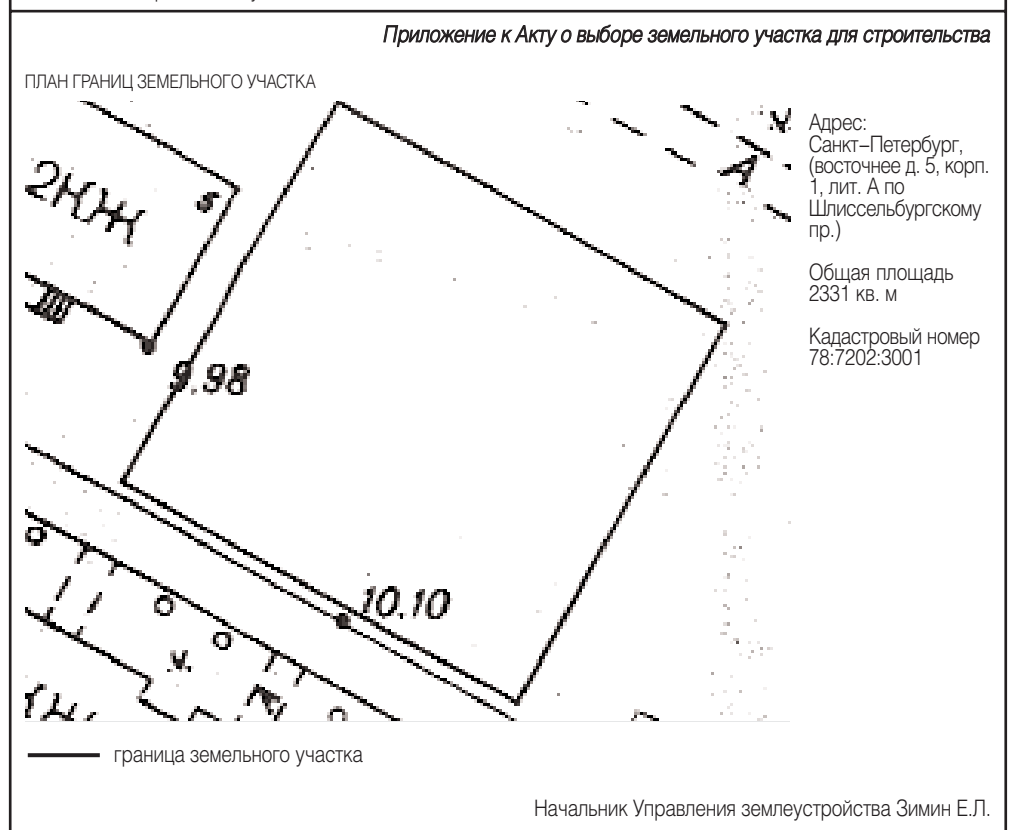 Приложение к Акту о выборе земельного участка для строительства
ПЛАН ГРАНИЦ ЗЕМЕЛЬНОГО УЧАСТКА
Адрес:
Санкт–Петербург,
(восточнее д. 5, корп.
1, лит. А по
Шлиссельбургскому
пр.)
Общая площадь
2331 кв. м
Кадастровый номер
78:7202:3001
А
2КЖ
5
9.98
10.10
граница земельного участка
Начальник Управления землеустройства Зимин Е.Л.